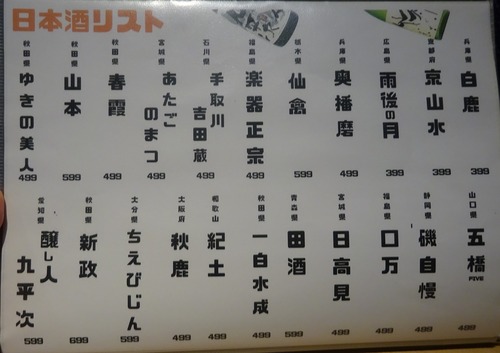 日本酒リスト
兵庫県
白鹿
399
京都府
京山水
399
広島県
雨後の月
399
兵庫県
奥播磨
499
栃木県
仙禽
599
福島県
楽器正宗
499
石川県
手取川
吉田蔵
499
宮城県
あたご
のまつ
499
秋田県
春霞
499
秋田県
山本
599
秋田県
ゆきの美人
499
山口県
五橋
FIVE
499
静岡県
磯自慢
499
福島県
口万
499
宮城県
日高見
499
青森県
田酒
599
秋田県
一白水成
499
和歌山
紀土
499
大阪府
秋鹿
499
大分県
ちえびじん
599
秋田県
新政
699
愛知県
醸し人
九平次
599